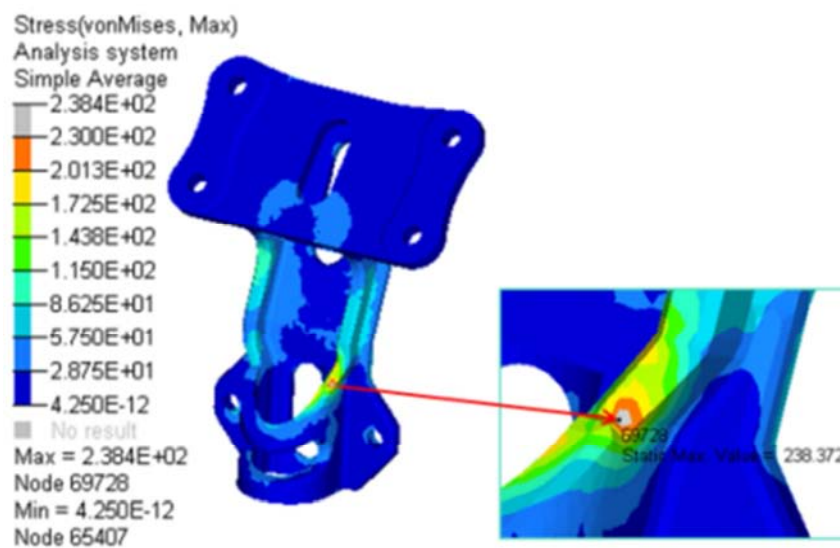 Stress(vonMises, Max)
Analysis system
Simple Average
2.384E+02
2.300E+02
2.013E+02
1.725E+02
1.438E+02
1.150E+02
8.625E+01
5.750E+01
2.875E+01
4.250E-12
No result
Max = 2.384E+02
Node 69728
Min = 4.250E-12
Node 65407
69728
Static Max. Value = 238.372